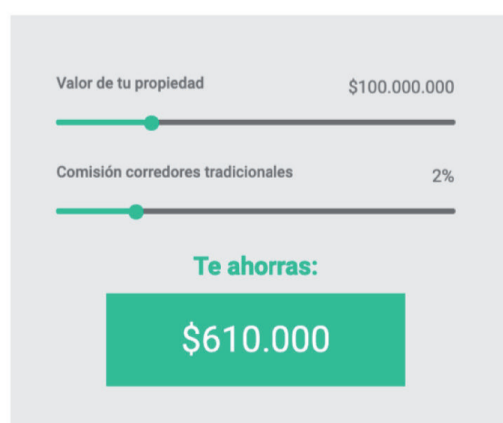 Valor de tu propiedad $100.000.000
Comisión corredores tradicionales 2%
Te ahorras:
$610.000